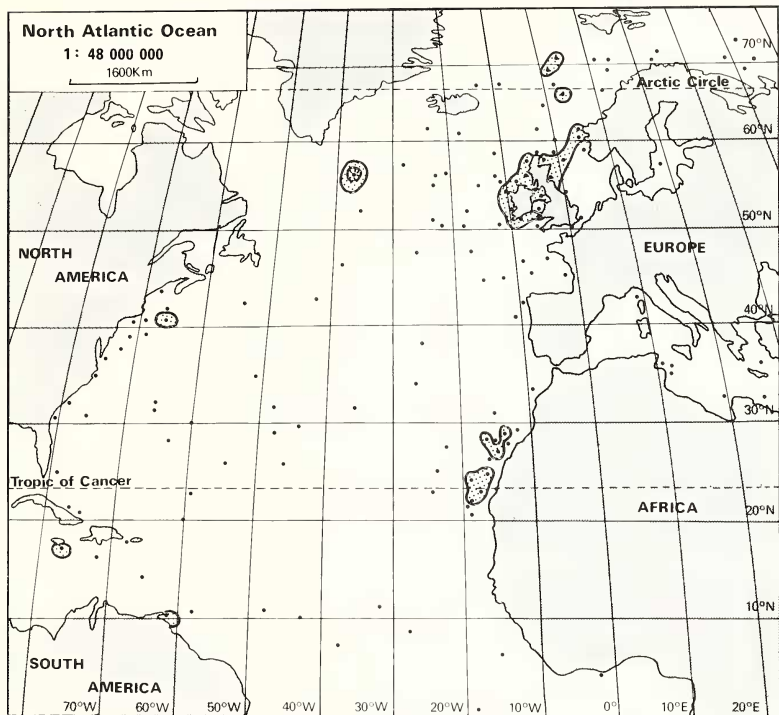 North Atlantic Ocean
1: 48 000 000
1600Km
70°N
Arctic Circle
60°N
50°N
NORTH
AMERICA
EUROPE
40°N
30°N
Tropic of Cancer
20°N
AFRICA
10°N
SOUTH
AMERICA
70°W 60°W 50°W 40°W 30°W 20°W 10°W 0° 10°E 20°E